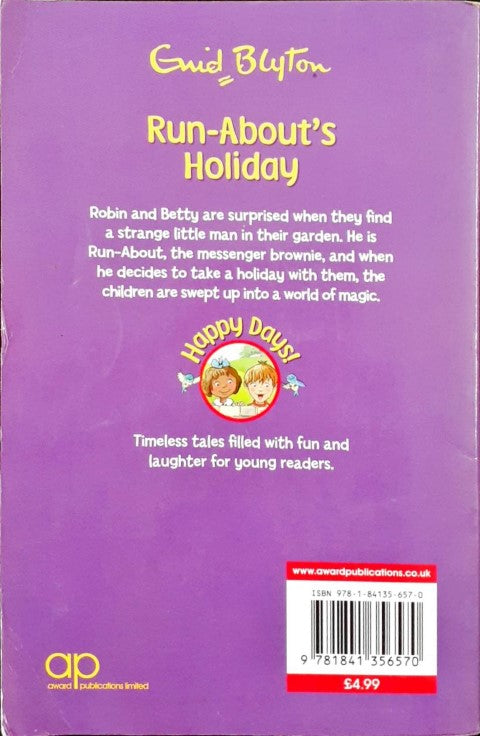 Enid Blyton
Run-About's
Holiday
Robin and Betty are surprised when they find
a strange little man in their garden. He is
Run-About, the messenger brownie, and when
he decides to take a holiday with them, the
children are swept up into a world of magic.
Happy Days!
Timeless tales filled with fun and
laughter for young readers.
www.awardpublications.co.uk
ISBN 978-1-84135-657-0
9 781841 356570
£4.99
ap
award publications limited